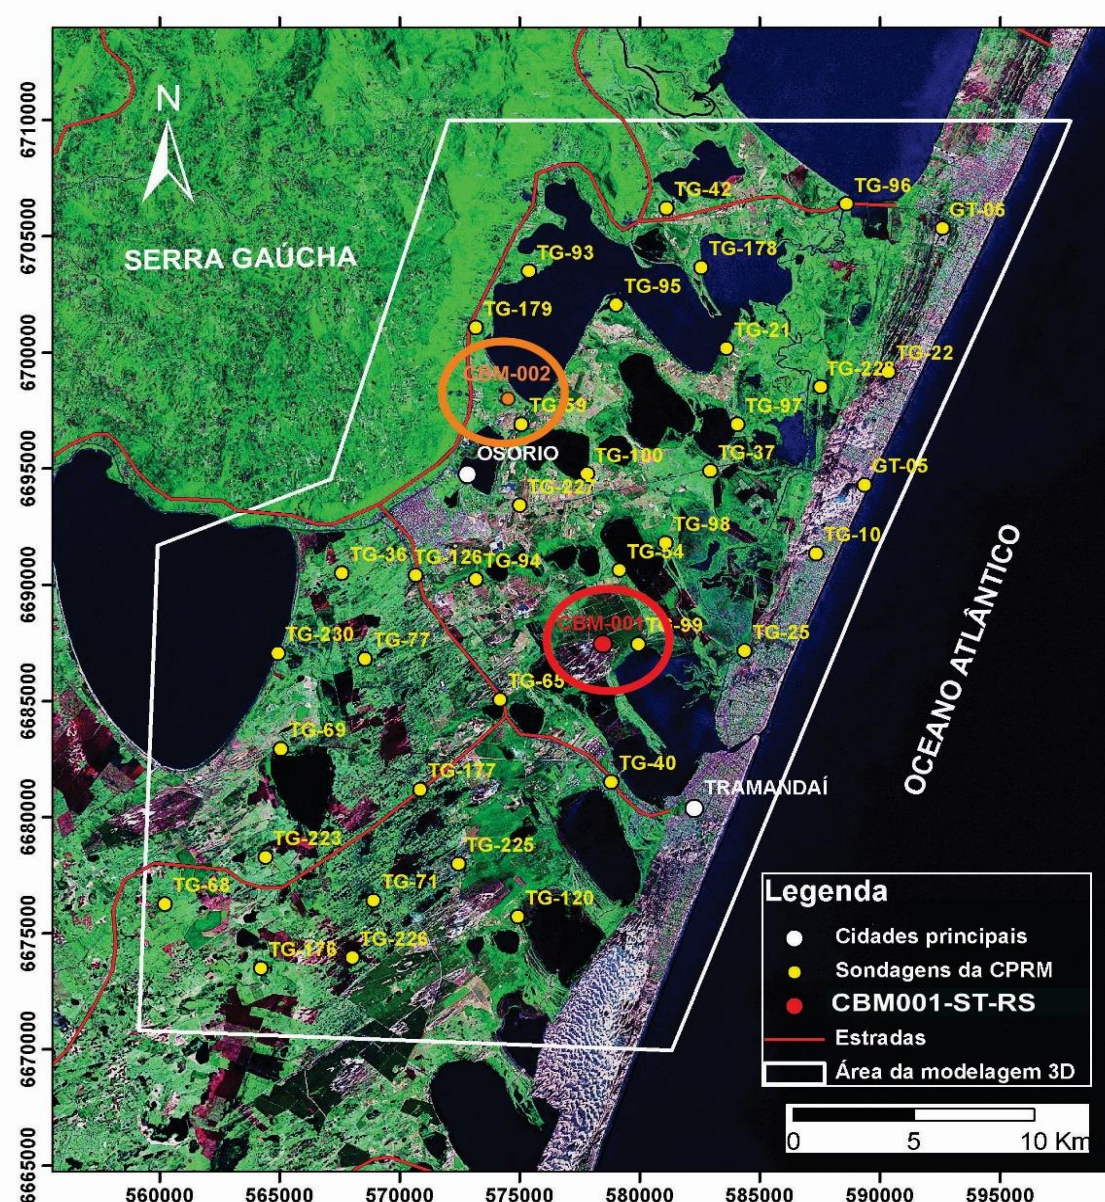 N
SERRA GAÚCHA
TG-42
TG-96
GT-06
TG-93
TG-178
TG-95
TG-179
TG-21
TG-22
TG-228
CBM-002
TG-59
TG-97
OSORIO
TG-100
TG-37
GT-05
TG-227
TG-98
TG-10
TG-36
TG-126
TG-94
TG-54
CBM-001
TG-99
TG-25
TG-230
TG-77
TG-65
TG-69
TG-177
TG-40
TRAMANDAÍ
OCEANO ATLÂNTICO
TG-223
TG-225
TG-68
TG-71
TG-120
TG-176
TG-226
Legenda
Cidades principais
Sondagens da CPRM
CBM001-ST-RS
Estradas
Área da modelagem 3D
0 5 10 Km
6710000
6705000
6700000
6695000
6690000
6685000
6680000
6675000
6670000
6665000
560000 565000 570000 575000 580000 585000 590000 595000